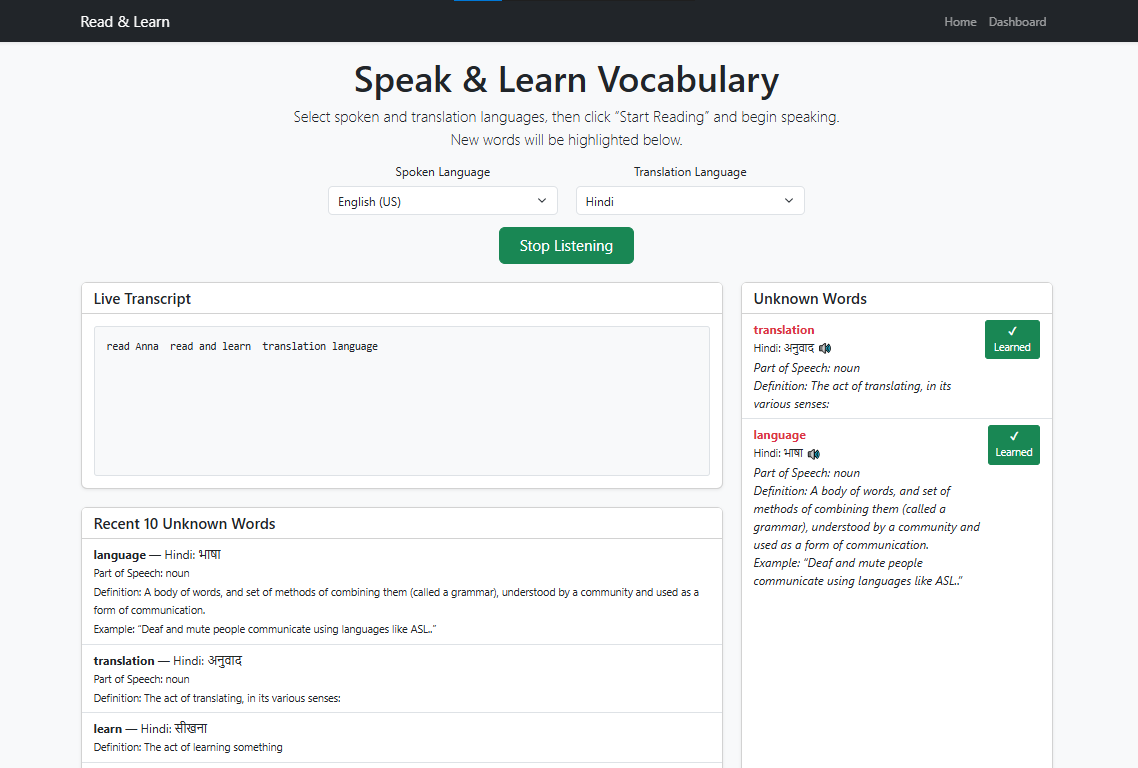 Read & Learn
Home
Dashboard
Speak & Learn Vocabulary
Select spoken and translation languages, then click “Start Reading” and begin speaking.
New words will be highlighted below.
Spoken Language
Translation Language
English (US)
Hindi
Stop Listening
Live Transcript
read Anna read and learn translation language
Recent 10 Unknown Words
language — Hindi: भाषा
Part of Speech: noun
Definition: A body of words, and set of methods of combining them (called a grammar), understood by a community and used as a
form of communication.
Example: “Deaf and mute people communicate using languages like ASL..”
translation — Hindi: अनुवाद
Part of Speech: noun
Definition: The act of translating, in its various senses:
learn — Hindi: सीखना
Definition: The act of learning something
Unknown Words
translation
Hindi: अनुवाद
Part of Speech: noun
Definition: The act of translating, in its
various senses:
✓
Learned
language
Hindi: भाषा
Part of Speech: noun
Definition: A body of words, and set of
methods of combining them (called a
grammar), understood by a community and
used as a form of communication.
Example: “Deaf and mute people
communicate using languages like ASL..”
✓
Learned